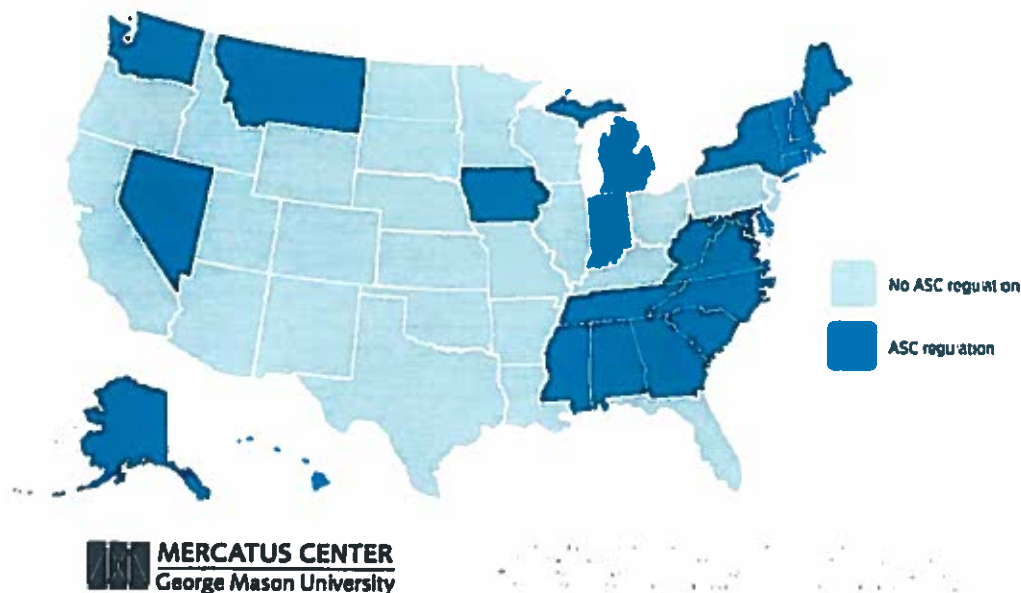 No ASC regulation
ASC regulation
MERCATUS CENTER
George Mason University